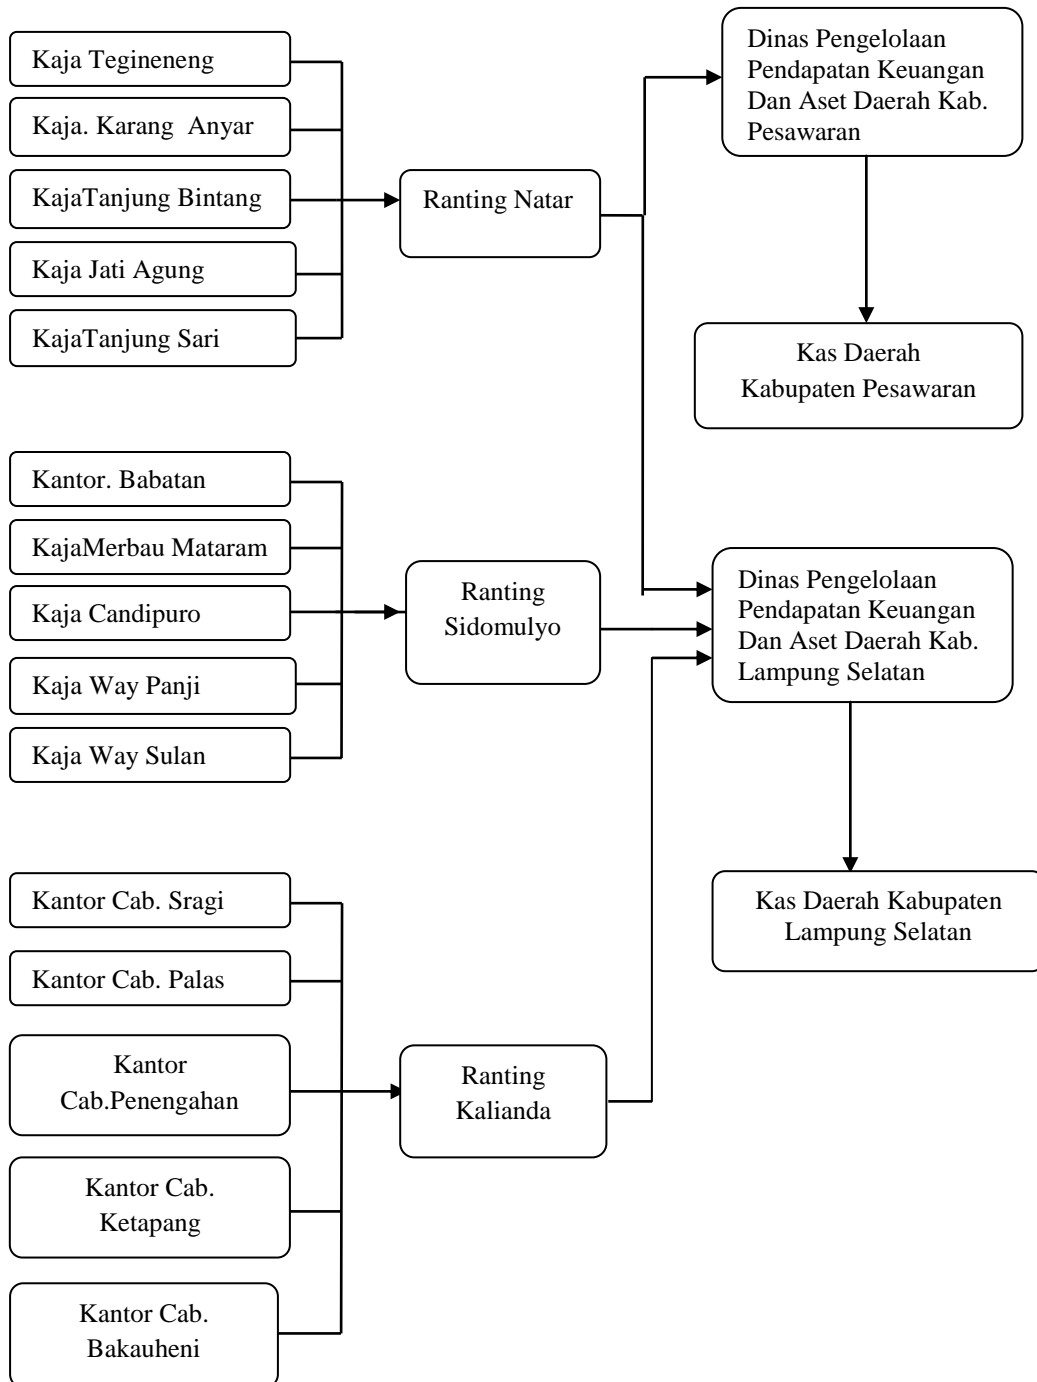 Kaja Tegineneng
Kaja. Karang  Anyar
KajaTanjung Bintang
Kaja Jati Agung
KajaTanjung Sari
Ranting Natar
Dinas Pengelolaan
Pendapatan Keuangan
Dan Aset Daerah Kab.
Pesawaran
Kas Daerah
Kabupaten Pesawaran
Kantor. Babatan
KajaMerbau Mataram
Kaja Candipuro
Kaja Way Panji
Kaja Way Sulan
Ranting
Sidomulyo
Dinas Pengelolaan
Pendapatan Keuangan
Dan Aset Daerah Kab.
Lampung Selatan
Kas Daerah Kabupaten
Lampung Selatan
Kantor Cab. Sragi
Kantor Cab. Palas
Kantor
Cab.Penengahan
Kantor Cab.
Ketapang
Kantor Cab.
Bakauheni
Ranting
Kalianda